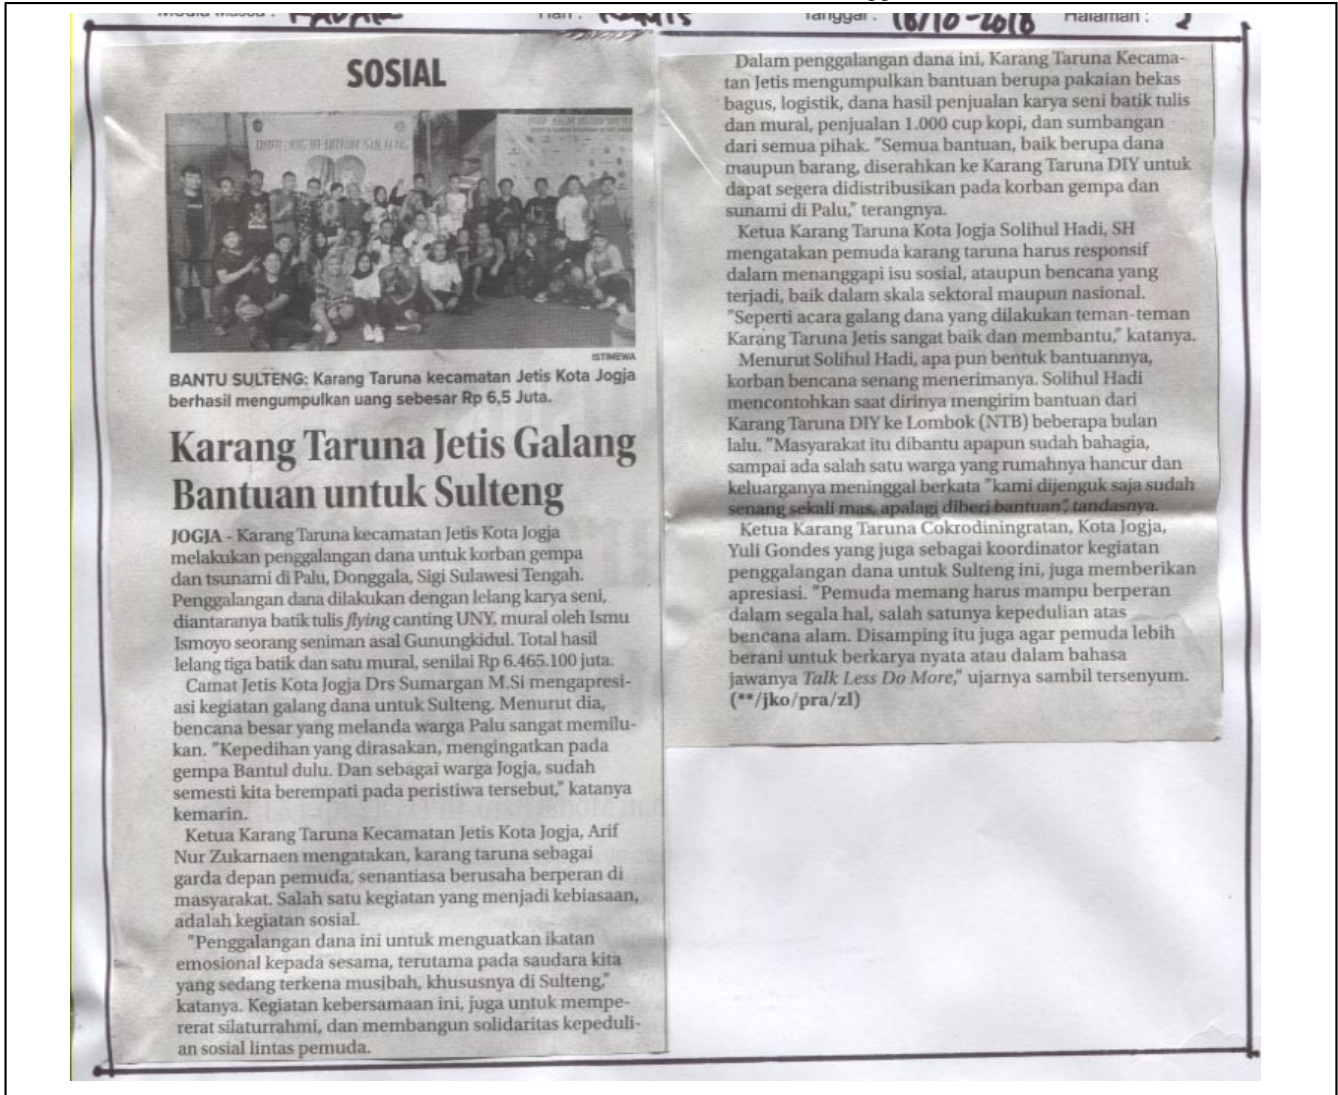 Media Massa :
Hari :
Tanggal : 18/10-2018
Halaman : 2
SOSIAL
DARI JOGJA UNTUK SULTENG
ISTIMEWA
BANTU SULTENG: Karang Taruna kecamatan Jetis Kota Jogja
berhasil mengumpulkan uang sebesar Rp 6,5 Juta.
Karang Taruna Jetis Galang
Bantuan untuk Sulteng
JOGJA - Karang Taruna kecamatan Jetis Kota Jogja
melakukan penggalangan dana untuk korban gempa
dan tsunami di Palu, Donggala, Sigi Sulawesi Tengah.
Penggalangan dana dilakukan dengan lelang karya seni,
diantaranya batik tulis flying canting UNY, mural oleh Ismu
Ismoyo seorang seniman asal Gunungkidul. Total hasil
lelang tiga batik dan satu mural, senilai Rp 6.465.100 juta.
Camat Jetis Kota Jogja Drs Sumargan M.Si mengapresi-
asi kegiatan galang dana untuk Sulteng. Menurut dia,
bencana besar yang melanda warga Palu sangat memilu-
kan. "Kepedihan yang dirasakan, mengingatkan pada
gempa Bantul dulu. Dan sebagai warga Jogja, sudah
semesti kita berempati pada peristiwa tersebut," katanya
kemarin.
Ketua Karang Taruna Kecamatan Jetis Kota Jogja, Arif
Nur Zukarnaen mengatakan, karang taruna sebagai
garda depan pemuda, senantiasa berusaha berperan di
masyarakat. Salah satu kegiatan yang menjadi kebiasaan,
adalah kegiatan sosial.
"Penggalangan dana ini untuk menguatkan ikatan
emosional kepada sesama, terutama pada saudara kita
yang sedang terkena musibah, khususnya di Sulteng,"
katanya. Kegiatan kebersamaan ini, juga untuk mempe-
rerat silaturrahmi, dan membangun solidaritas kepeduli-
an sosial lintas pemuda.
Dalam penggalangan dana ini, Karang Taruna Kecama-
tan Jetis mengumpulkan bantuan berupa pakaian bekas
bagus, logistik, dana hasil penjualan karya seni batik tulis
dan mural, penjualan 1.000 cup kopi, dan sumbangan
dari semua pihak. "Semua bantuan, baik berupa dana
maupun barang, diserahkan ke Karang Taruna DIY untuk
dapat segera didistribusikan pada korban gempa dan
sunami di Palu," terangnya.
Ketua Karang Taruna Kota Jogja Solihul Hadi, SH
mengatakan pemuda karang taruna harus responsif
dalam menanggapi isu sosial, ataupun bencana yang
terjadi, baik dalam skala sektoral maupun nasional.
"Seperti acara galang dana yang dilakukan teman-teman
Karang Taruna Jetis sangat baik dan membantu," katanya.
Menurut Solihul Hadi, apa pun bentuk bantuannya,
korban bencana senang menerimanya. Solihul Hadi
mencontohkan saat dirinya mengirim bantuan dari
Karang Taruna DIY ke Lombok (NTB) beberapa bulan
lalu. "Masyarakat itu dibantu apapun sudah bahagia,
sampai ada salah satu warga yang rumahnya hancur dan
keluarganya meninggal berkata "kami dijenguk saja sudah
senang sekali mas, apalagi diberi bantuan", tandasnya.
Ketua Karang Taruna Cokrodiningratan, Kota Jogja,
Yuli Gondes yang juga sebagai koordinator kegiatan
penggalangan dana untuk Sulteng ini, juga memberikan
apresiasi. "Pemuda memang harus mampu berperan
dalam segala hal, salah satunya kepedulian atas
bencana alam. Disamping itu juga agar pemuda lebih
berani untuk berkarya nyata atau dalam bahasa
jawanya Talk Less Do More," ujarnya sambil tersenyum.
(**/jko/pra/zl)